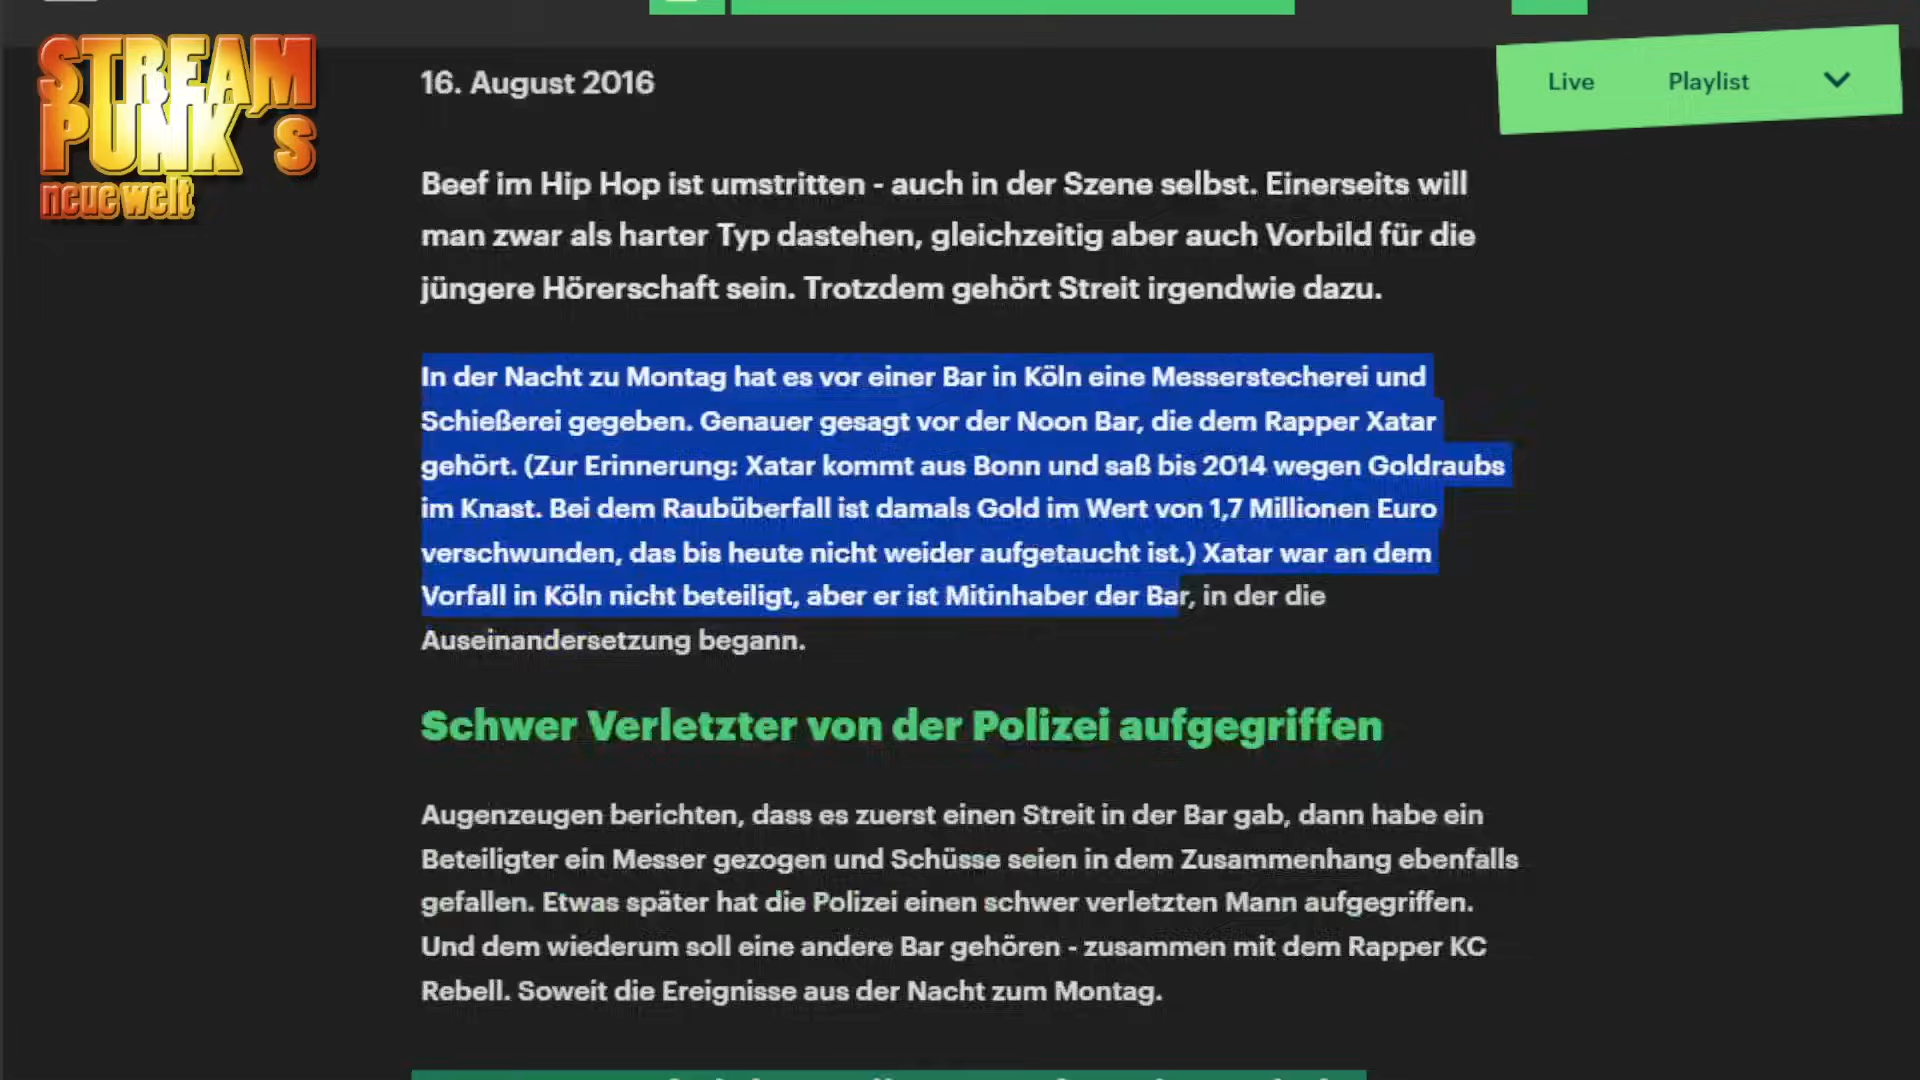 STREAM
PUNK´s
neue welt
Live
Playlist
16. August 2016
Beef im Hip Hop ist umstritten - auch in der Szene selbst. Einerseits will
man zwar als harter Typ dastehen, gleichzeitig aber auch Vorbild für die
jüngere Hörerschaft sein. Trotzdem gehört Streit irgendwie dazu.
In der Nacht zu Montag hat es vor einer Bar in Köln eine Messerstecherei und
Schießerei gegeben. Genauer gesagt vor der Noon Bar, die dem Rapper Xatar
gehört. (Zur Erinnerung: Xatar kommt aus Bonn und saß bis 2014 wegen Goldraubs
im Knast. Bei dem Raubüberfall ist damals Gold im Wert von 1,7 Millionen Euro
verschwunden, das bis heute nicht weider aufgetaucht ist.) Xatar war an dem
Vorfall in Köln nicht beteiligt, aber er ist Mitinhaber der Bar, in der die
Auseinandersetzung begann.
Schwer Verletzter von der Polizei aufgegriffen
Augenzeugen berichten, dass es zuerst einen Streit in der Bar gab, dann habe ein
Beteiligter ein Messer gezogen und Schüsse seien in dem Zusammenhang ebenfalls
gefallen. Etwas später hat die Polizei einen schwer verletzten Mann aufgegriffen.
Und dem wiederum soll eine andere Bar gehören - zusammen mit dem Rapper KC
Rebell. Soweit die Ereignisse aus der Nacht zum Montag.